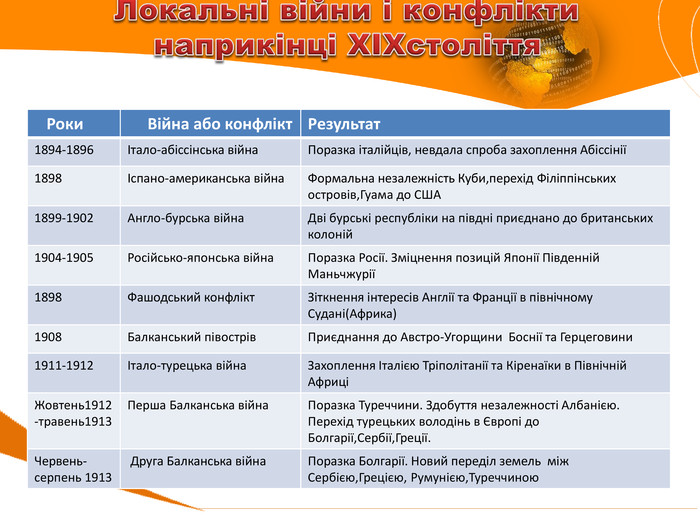 Локальні війни і конфлікти
наприкінці XIXстоліття
Роки Війна або конфлікт Результат
1894-1896 Італо-абіссінська війна Поразка італійців, невдала спроба захоплення Абіссінії
1898 Іспано-американська війна Формальна незалежність Куби,перехід Філіппінських
островів,Гуама до США
1899-1902 Англо-бурська війна Дві бурські республіки на півдні приєднано до британських
колоній
1904-1905 Російсько-японська війна Поразка Росії. Зміцнення позицій Японії Південній
Маньчжурії
1898 Фашодський конфлікт Зіткнення інтересів Англії та Франції в північному
Судані(Африка)
1908 Балканський півострів Приєднання до Австро-Угорщини Боснії та Герцеговини
1911-1912 Італо-турецька війна Захоплення Італією Тріполітанії та Кіренаїки в Північній
Африці
Жовтень1912 Перша Балканська війна Поразка Туреччини. Здобуття незалежності Албанією.
-травень1913 Перехід турецьких володінь в Європі до
Болгарії,Сербії,Греції.
Червень- Друга Балканська війна Поразка Болгарії. Новий переділ земель між
серпень 1913 Сербією,Грецією, Румунією,Туреччиною